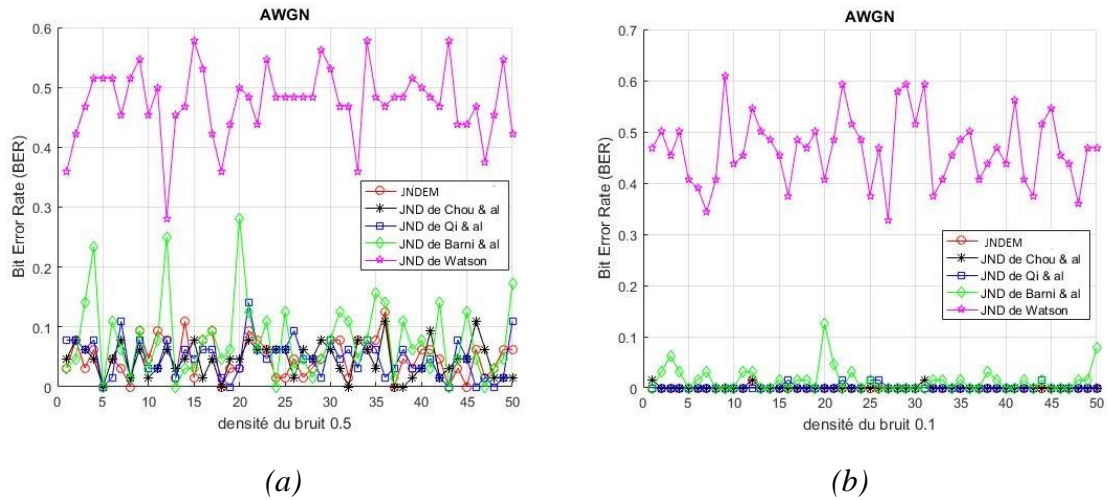 AWGN
0.6
0.5
0.4
0.3
0.2
0.1
0
Bit Error Rate (BER)
0 5 10 15 20 25 30 35 40 45 50
densité du bruit 0.5
JNDEM
JND de Chou & al
JND de Qi & al
JND de Barni & al
JND de Watson
(a)
AWGN
0.7
0.6
0.5
0.4
0.3
0.2
0.1
0
Bit Error Rate (BER)
0 5 10 15 20 25 30 35 40 45 50
densité du bruit 0.1
JNDEM
JND de Chou & al
JND de Qi & al
JND de Barni & al
JND de Watson
(b)